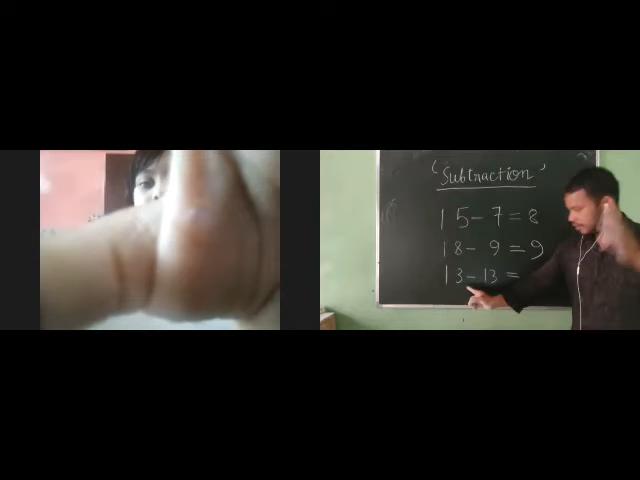 'Subtraction'
15 - 7 = 8
18 - 9 = 9
13 - 13 =